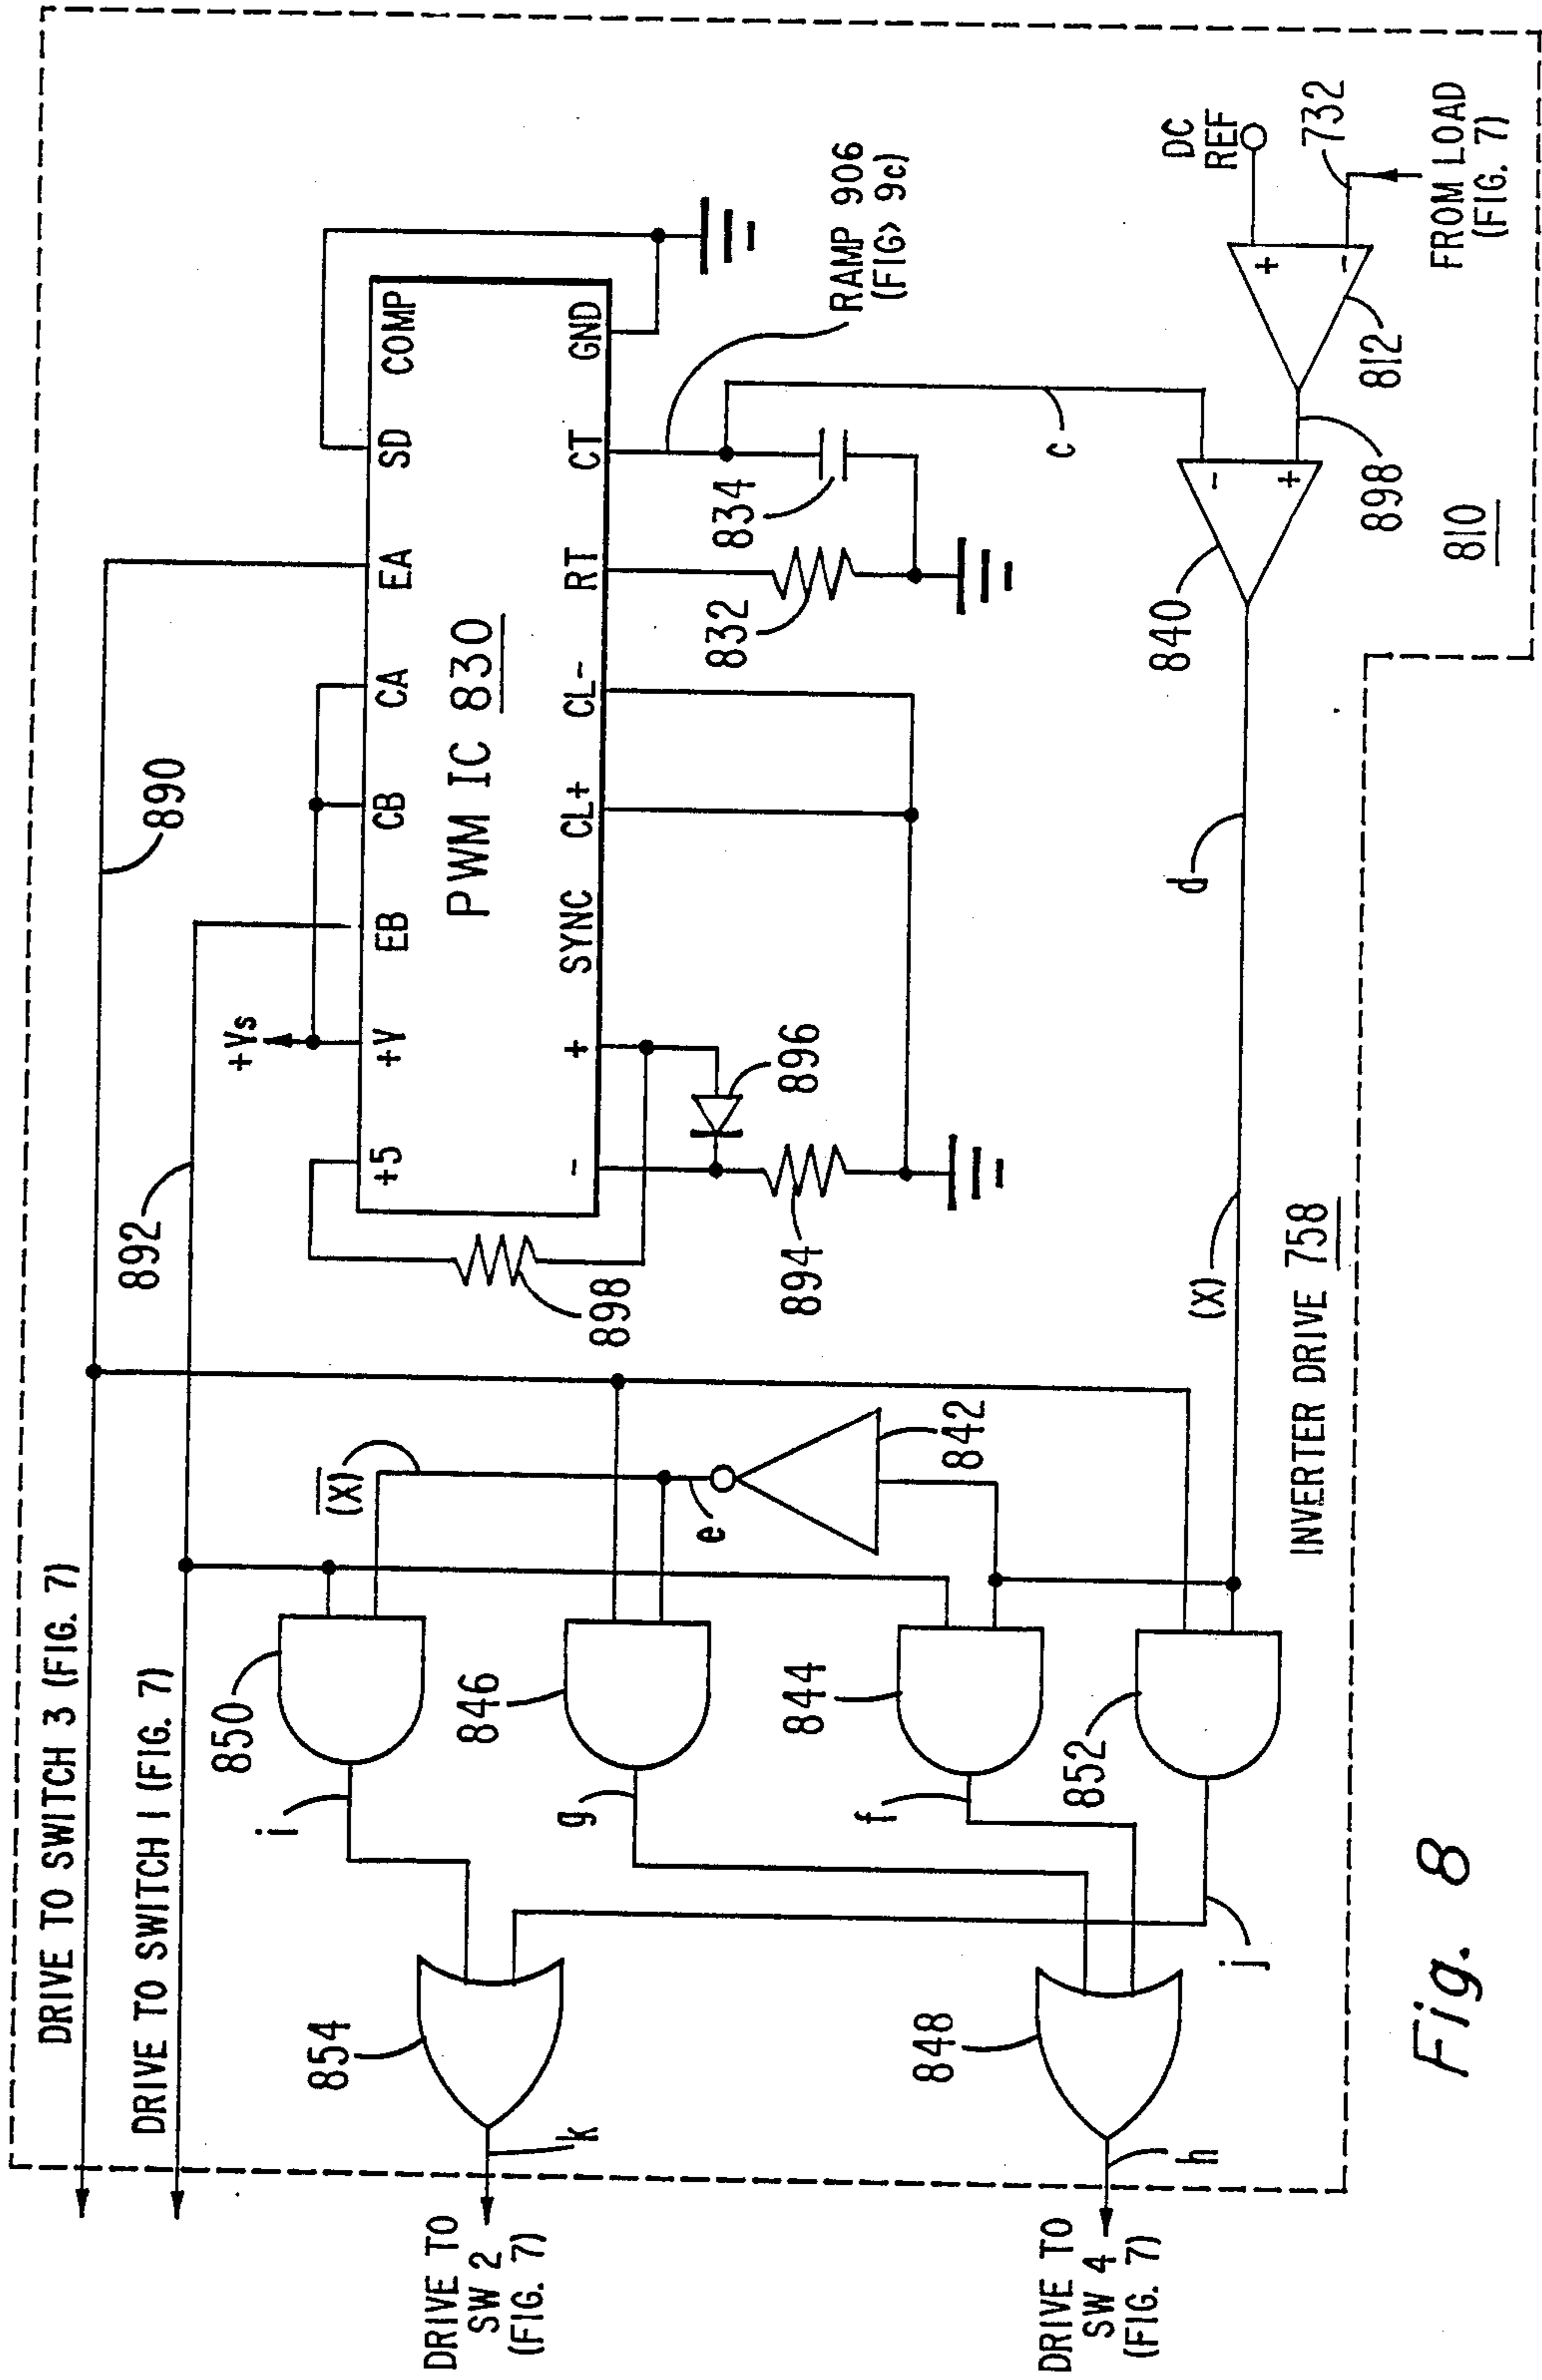 DRIVE TO SWITCH 3 (FIG. 7)
DRIVE TO SWITCH 1 (FIG. 7)
892
890
+Vs
+5
+V
EB
CB
CA
EA
SD
COMP
PWM IC 830
-
+
SYNC
CL+
CL-
RT
CT
GND
898
894
896
832
834
RAMP 906
(FIG> 9c)
DC
REF
+
-
732
FROM LOAD
(FIG. 7)
812
898
-
+
840
c
d
(X)
810
(X)
e
842
850
846
844
852
i
g
f
j
854
848
k
h
DRIVE TO
SW 2
(FIG. 7)
DRIVE TO
SW 4
(FIG. 7)
INVERTER DRIVE 758
Fig. 8